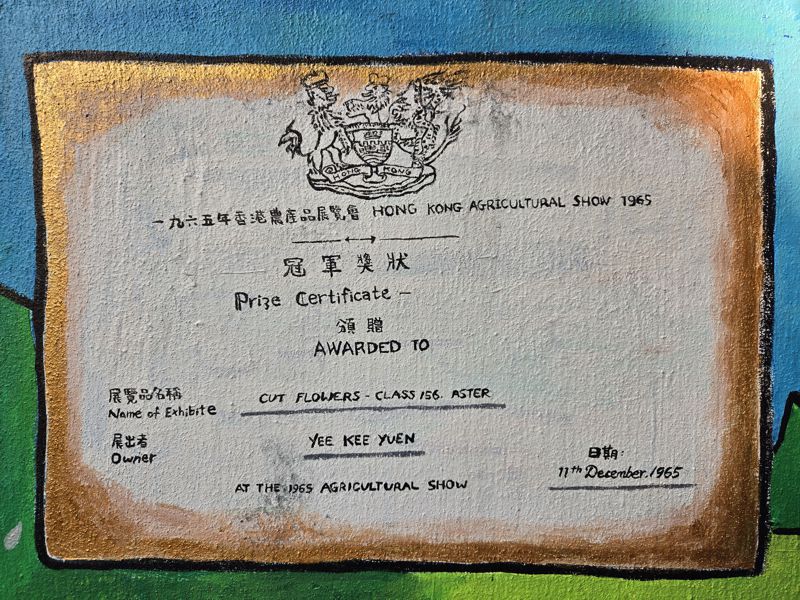 HONG KONG
一九六五年香港農產品展覽會 HONG KONG AGRICULTURAL SHOW 1965
冠軍獎狀
Prize Certificate
頒贈
AWARDED TO
展覽品名稱
Name of Exhibite CUT FLOWERS - CLASS 156. ASTER
展出者
Owner YEE KEE YUEN
日期:
11th December. 1965
AT THE 1965 AGRICULTURAL SHOW